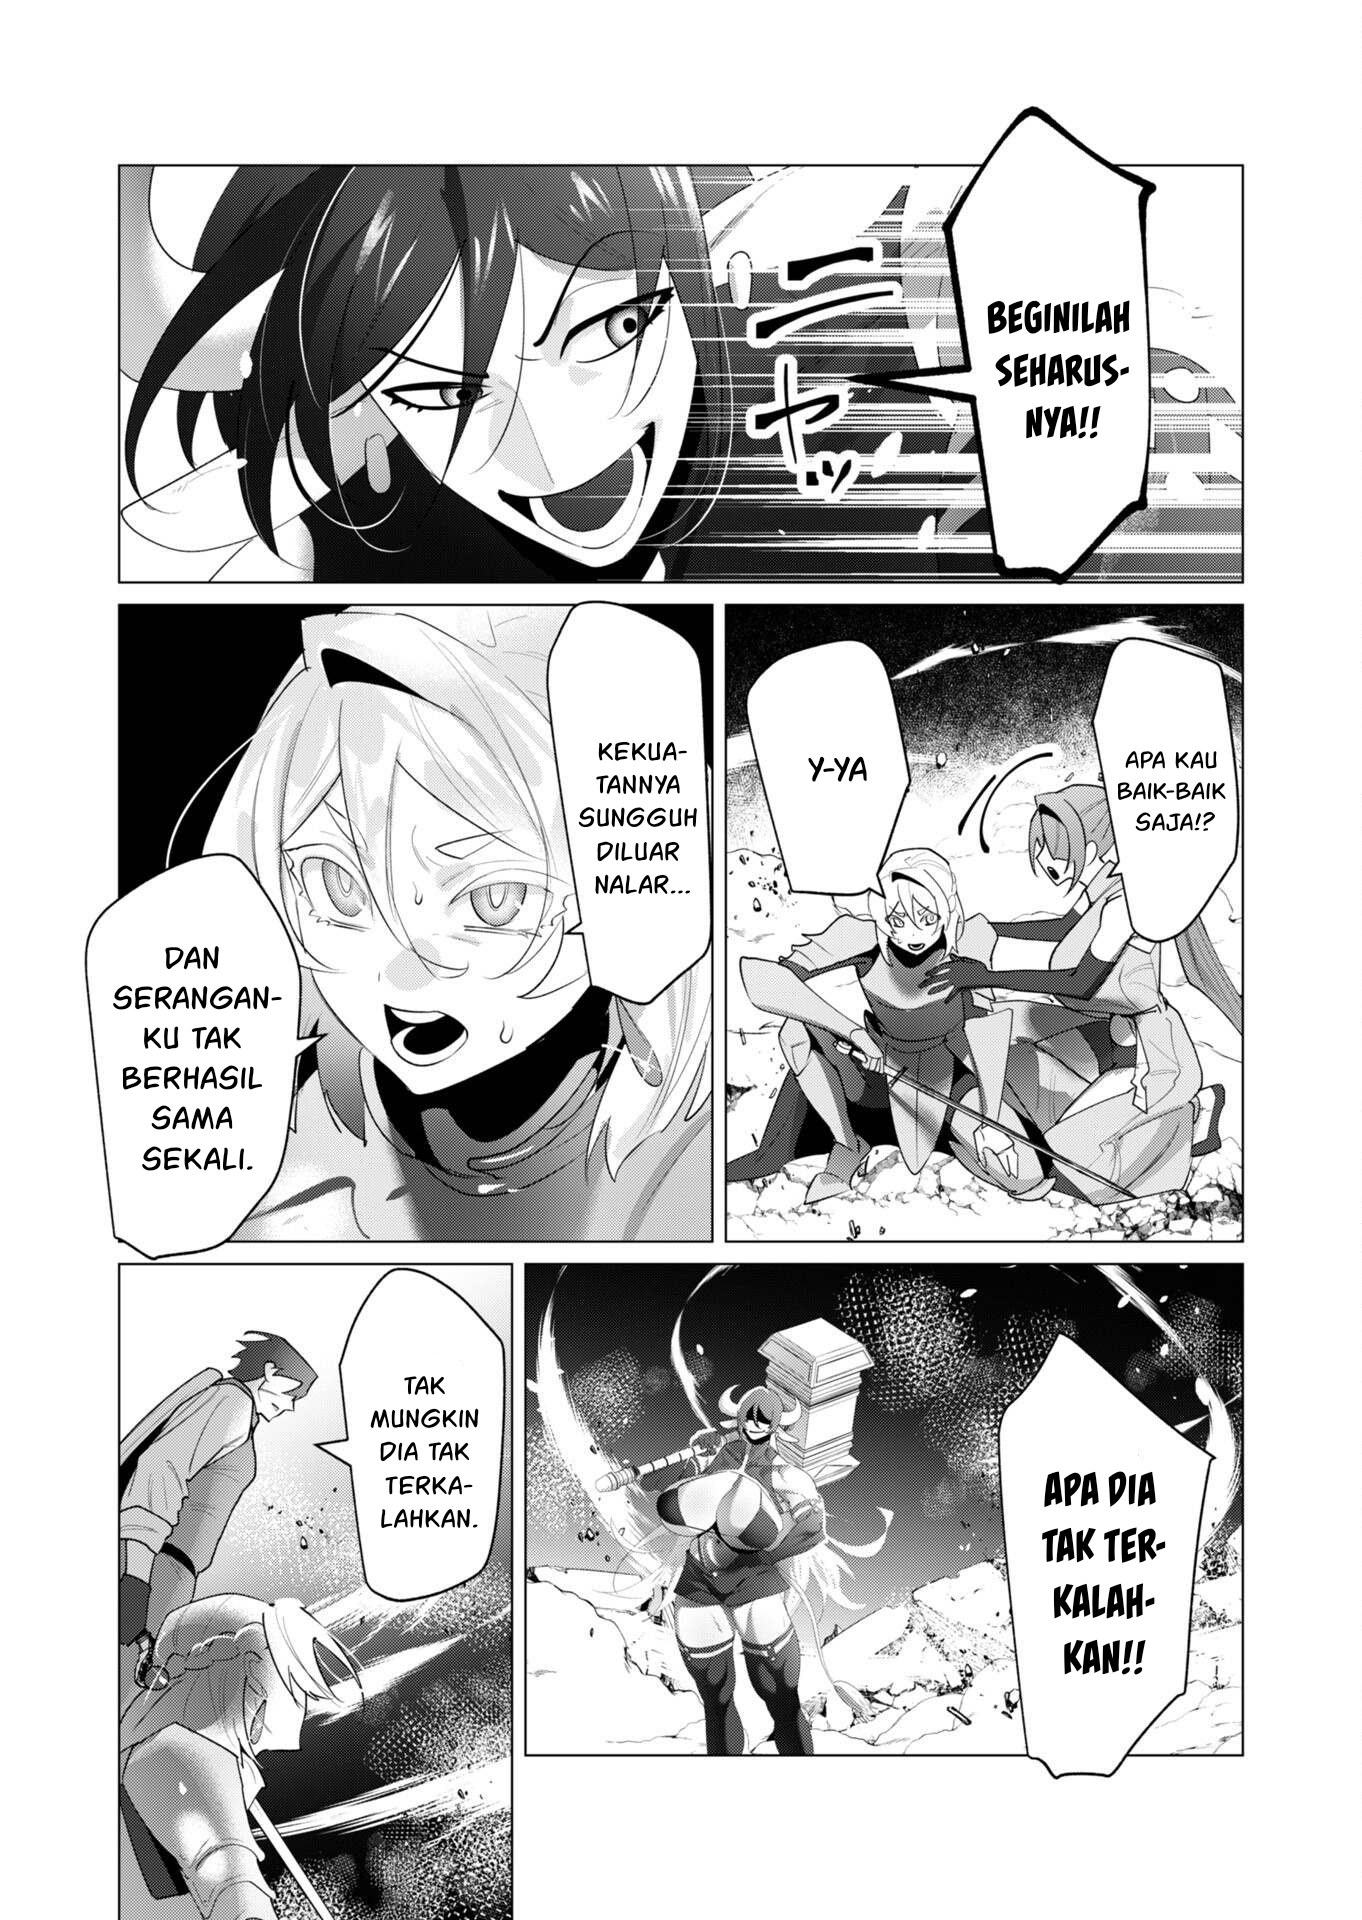 BEGINILAH
SEHARUS-
NYA!!
ニヤッ
APA KAU
BAIK-BAIK
SAJA!?
Y-YA
KEKUA-
TANNYA
SUNGGUH
DILUAR
NALAR...
DAN
SERANGAN-
KU TAK
BERHASIL
SAMA
SEKALI.
APA DIA
TAK TER-
KALAH-
KAN!!
TAK
MUNGKIN
DIA TAK
TERKA-
LAHKAN.